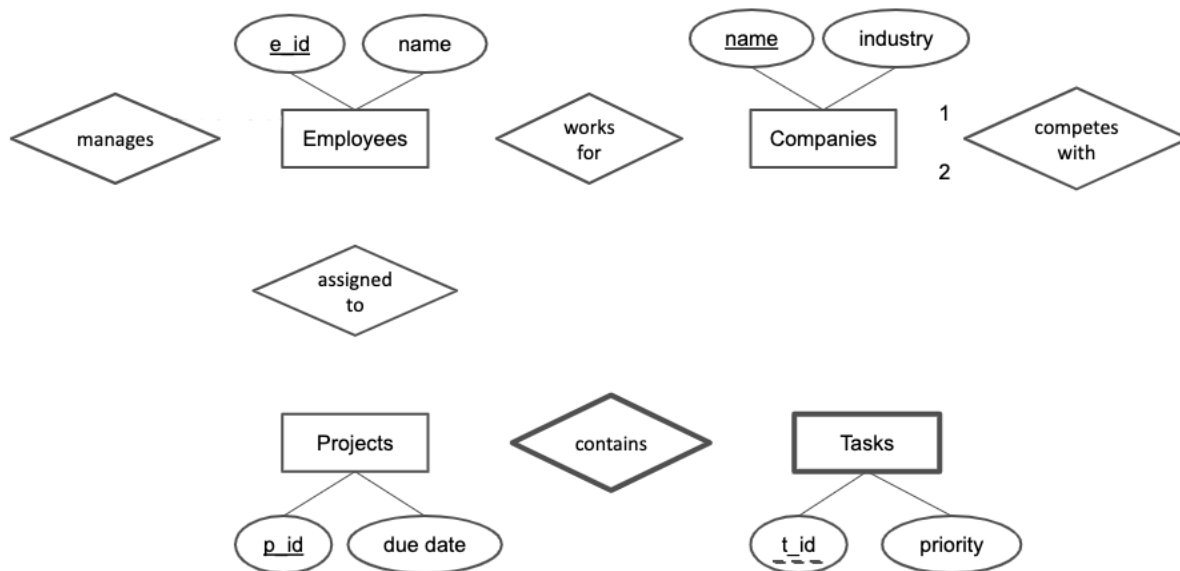 e_id
name
name
industry
manages
Employees
works
for
Companies
1
2
competes
with
assigned
to
Projects
contains
Tasks
p_id
due date
t_id
priority